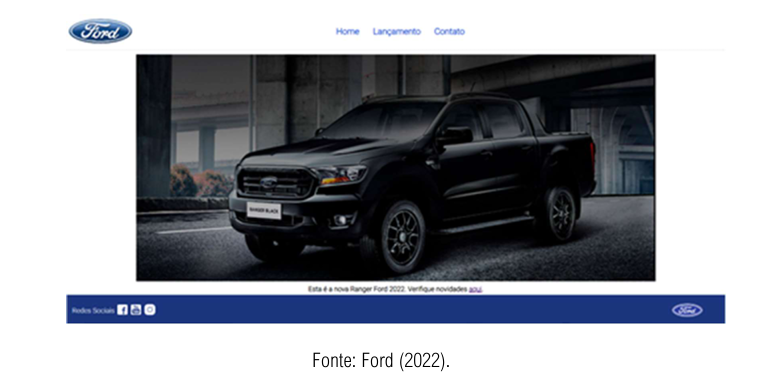 Ford
Home Lançamento Contato
RANGER BLACK
Esta é a nova Ranger Ford 2022. Verifique novidades aqui.
Redes Sociais
Ford
Fonte: Ford (2022).